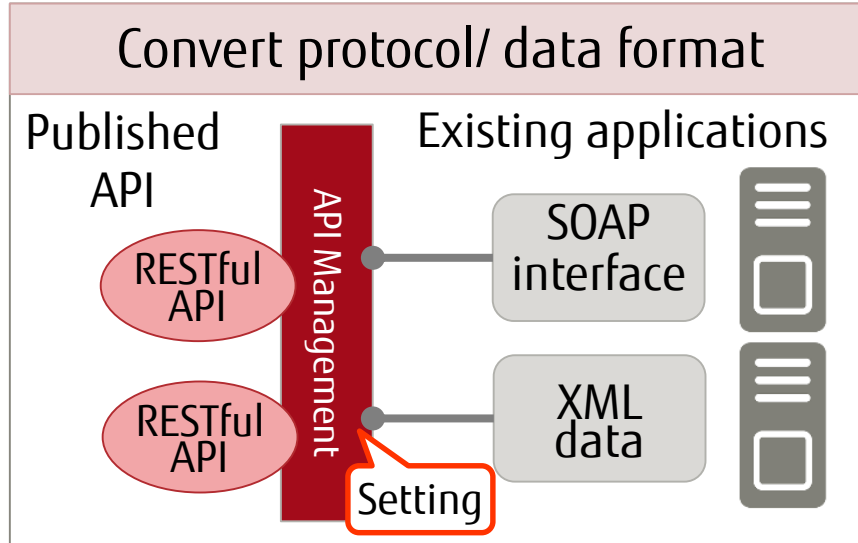 Convert protocol/ data format
Published
API
Existing applications
API Management
RESTful
API
SOAP
interface
RESTful
API
XML
data
Setting